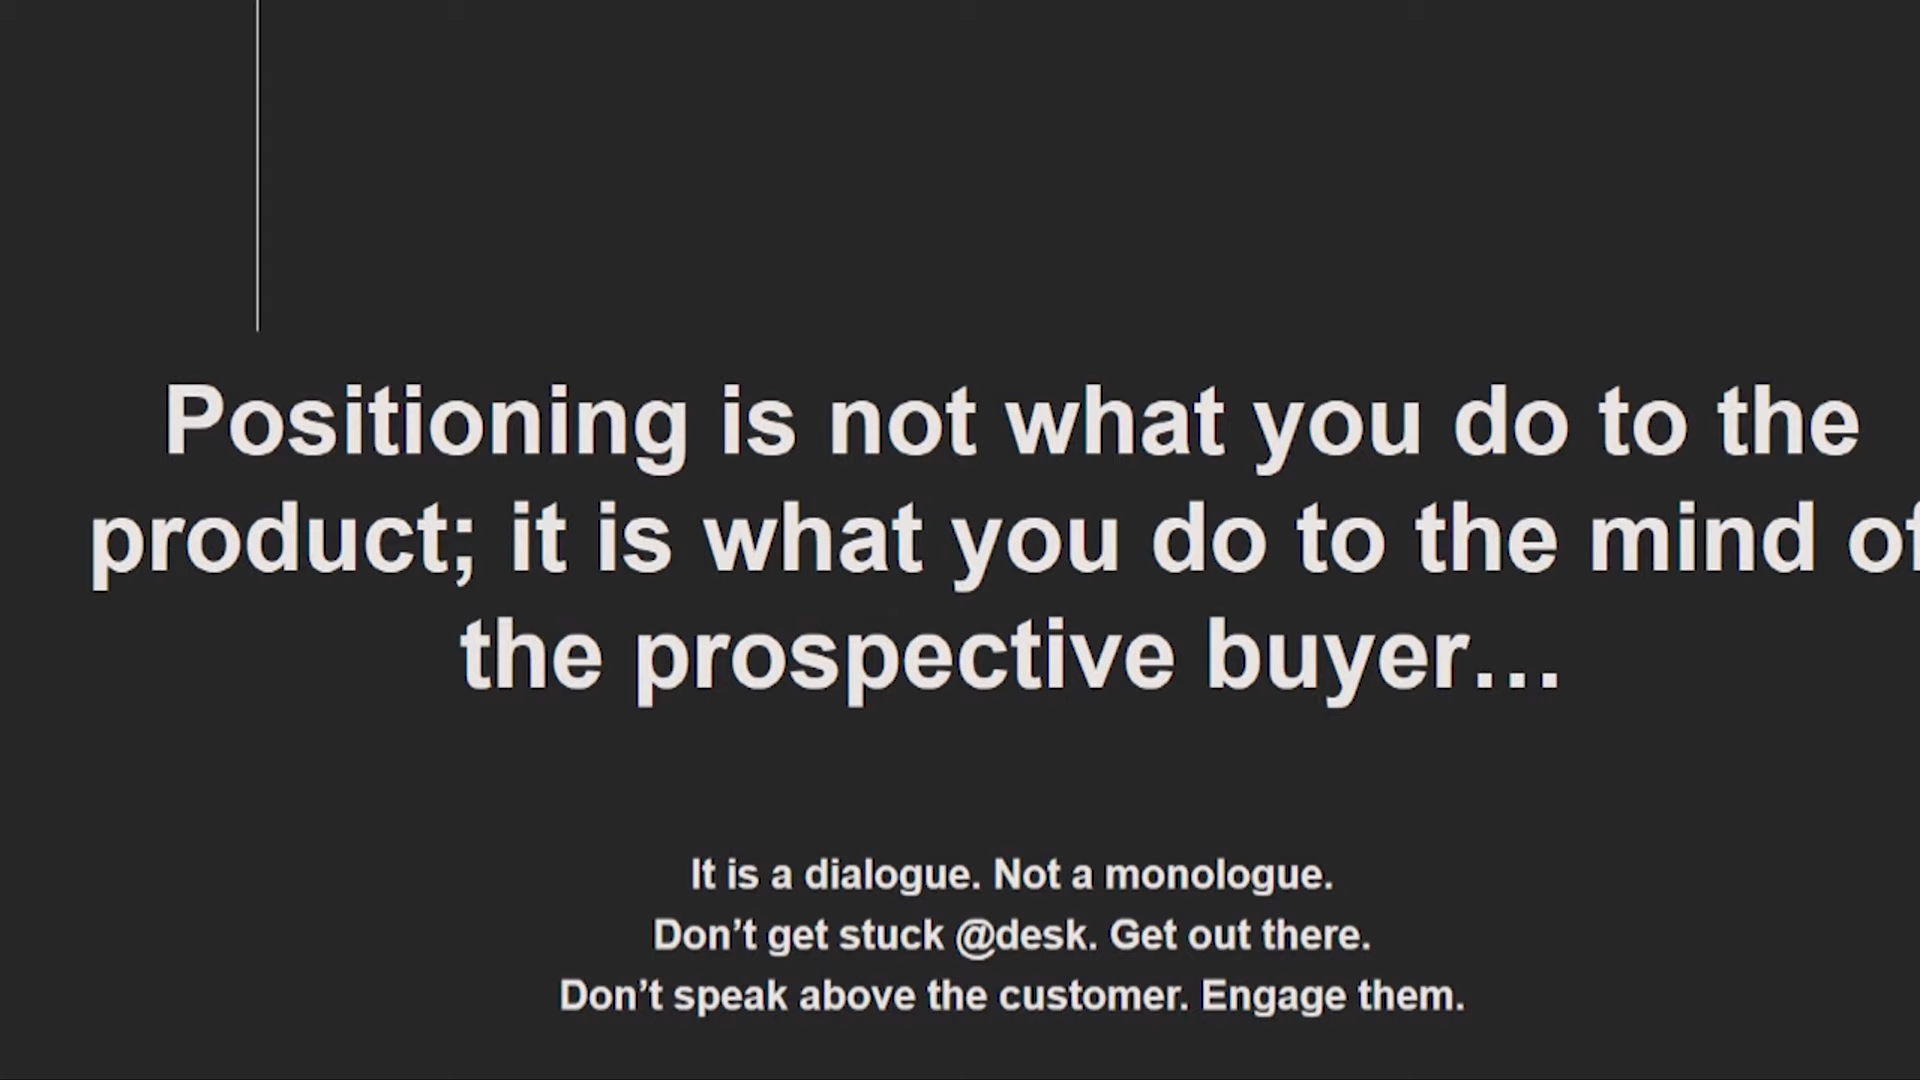 Positioning is not what you do to the
product; it is what you do to the mind of
the prospective buyer…
It is a dialogue. Not a monologue.
Don’t get stuck @desk. Get out there.
Don’t speak above the customer. Engage them.